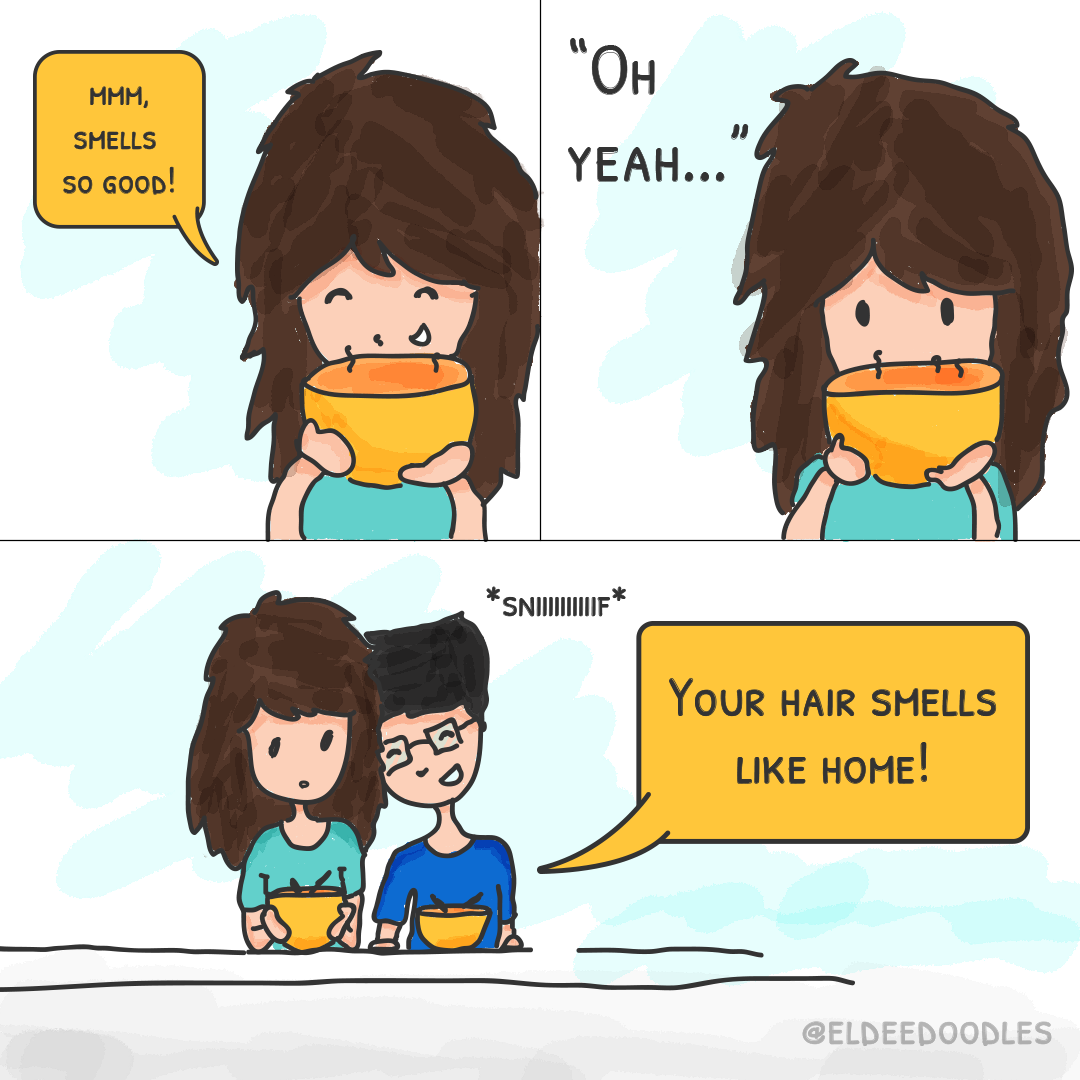 MMM,
SMELLS
SO GOOD!
"OH
YEAH..."
*SNIIIIIIIIIIF*
YOUR HAIR SMELLS
LIKE HOME!
@ELDEEDOODLES